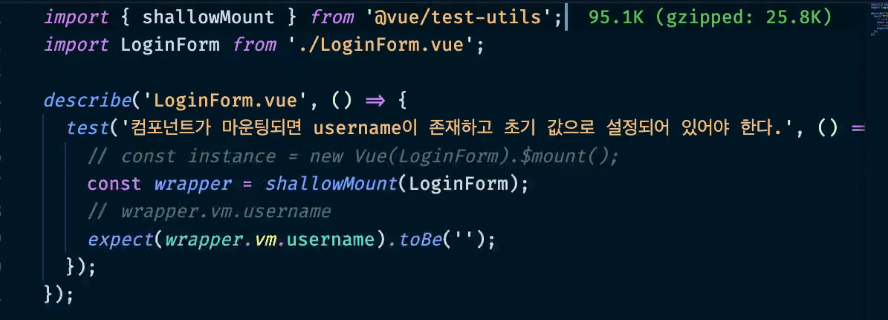 import { shallowMount } from '@vue/test-utils'; 95.1K (gzipped: 25.8K)
import LoginForm from './LoginForm.vue';
describe('LoginForm.vue', () => {
test('컴포넌트가 마운팅되면 username이 존재하고 초기 값으로 설정되어 있어야 한다.', () =
// const instance = new Vue(LoginForm).$mount();
const wrapper = shallowMount(LoginForm);
// wrapper.vm.username
expect(wrapper.vm.username).toBe('');
});
});